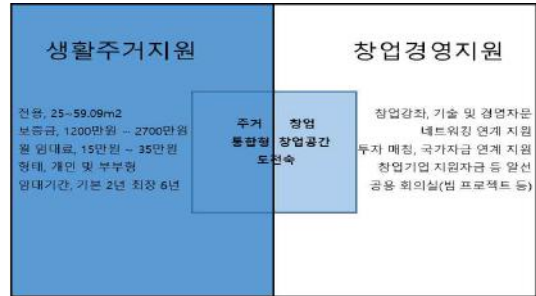 생활주거지원
전용, 25~59.09m2
보증금, 1200만원 ~ 2700만원
월 임대료, 15만원 ~ 35만원
형태, 개인 및 부부형
임대기간, 기본 2년 최장 6년
주거 창업
통합형 창업공간
도전숙
창업경영지원
창업강좌, 기술 및 경영자문
네트워킹 연계 지원
투자 매칭, 국가자금 연계 지원
창업기업 지원자금 등 알선
공용 회의실(빔 프로젝트 등)